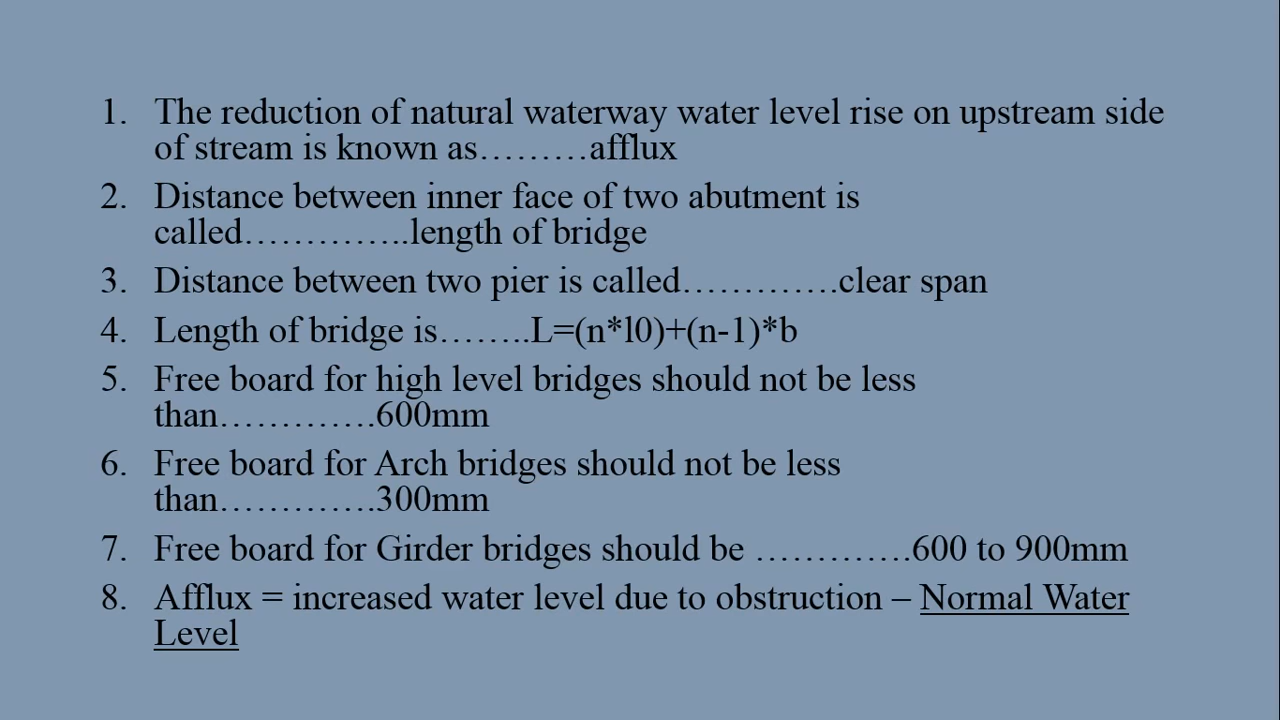 1. The reduction of natural waterway water level rise on upstream side
of stream is known as………afflux
2. Distance between inner face of two abutment is
called…………..length of bridge
3. Distance between two pier is called………….clear span
4. Length of bridge is……..L=(n*l0)+(n-1)*b
5. Free board for high level bridges should not be less
than………….600mm
6. Free board for Arch bridges should not be less
than………….300mm
7. Free board for Girder bridges should be ………….600 to 900mm
8. Afflux = increased water level due to obstruction – Normal Water
Level